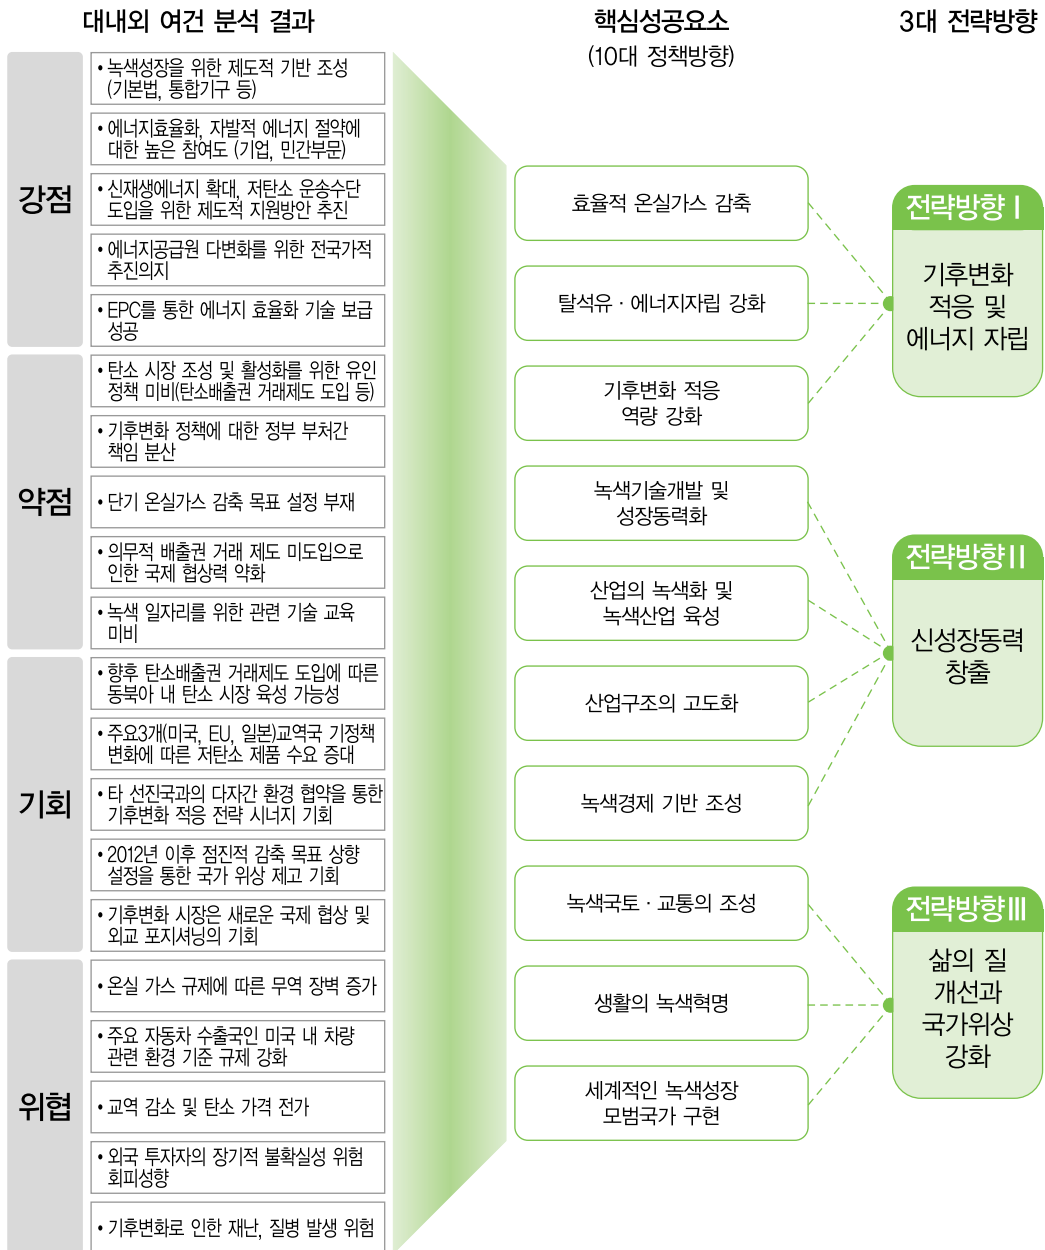 대내외 여건 분석 결과
핵심성공요소
(10대 정책방향)
3대 전략방향
강점
• 녹색성장을 위한 제도적 기반 조성
(기본법, 통합기구 등)
• 에너지효율화, 자발적 에너지 절약에
대한 높은 참여도 (기업, 민간부문)
• 신재생에너지 확대, 저탄소 운송수단
도입을 위한 제도적 지원방안 추진
• 에너지공급원 다변화를 위한 전국가적
추진의지
• EPC를 통한 에너지 효율화 기술 보급
성공
약점
• 탄소 시장 조성 및 활성화를 위한 유인
정책 미비(탄소배출권 거래제도 도입 등)
• 기후변화 정책에 대한 정부 부처간
책임 분산
• 단기 온실가스 감축 목표 설정 부재
• 의무적 배출권 거래 제도 미도입으로
인한 국제 협상력 약화
• 녹색 일자리를 위한 관련 기술 교육
미비
기회
• 향후 탄소배출권 거래제도 도입에 따른
동북아 내 탄소 시장 육성 가능성
• 주요3개(미국, EU, 일본)교역국 기정책
변화에 따른 저탄소 제품 수요 증대
• 타 선진국과의 다자간 환경 협약을 통한
기후변화 적응 전략 시너지 기회
• 2012년 이후 점진적 감축 목표 상향
설정을 통한 국가 위상 제고 기회
• 기후변화 시장은 새로운 국제 협상 및
외교 포지셔닝의 기회
위협
• 온실 가스 규제에 따른 무역 장벽 증가
• 주요 자동차 수출국인 미국 내 차량
관련 환경 기준 규제 강화
• 교역 감소 및 탄소 가격 전가
• 외국 투자자의 장기적 불확실성 위험
회피성향
• 기후변화로 인한 재난, 질병 발생 위험
효율적 온실가스 감축
탈석유 · 에너지자립 강화
기후변화 적응
역량 강화
녹색기술개발 및
성장동력화
산업의 녹색화 및
녹색산업 육성
산업구조의 고도화
녹색경제 기반 조성
녹색국토 · 교통의 조성
생활의 녹색혁명
세계적인 녹색성장
모범국가 구현
전략방향 Ⅰ
기후변화
적응 및
에너지 자립
전략방향 Ⅱ
신성장동력
창출
전략방향 Ⅲ
삶의 질
개선과
국가위상
강화